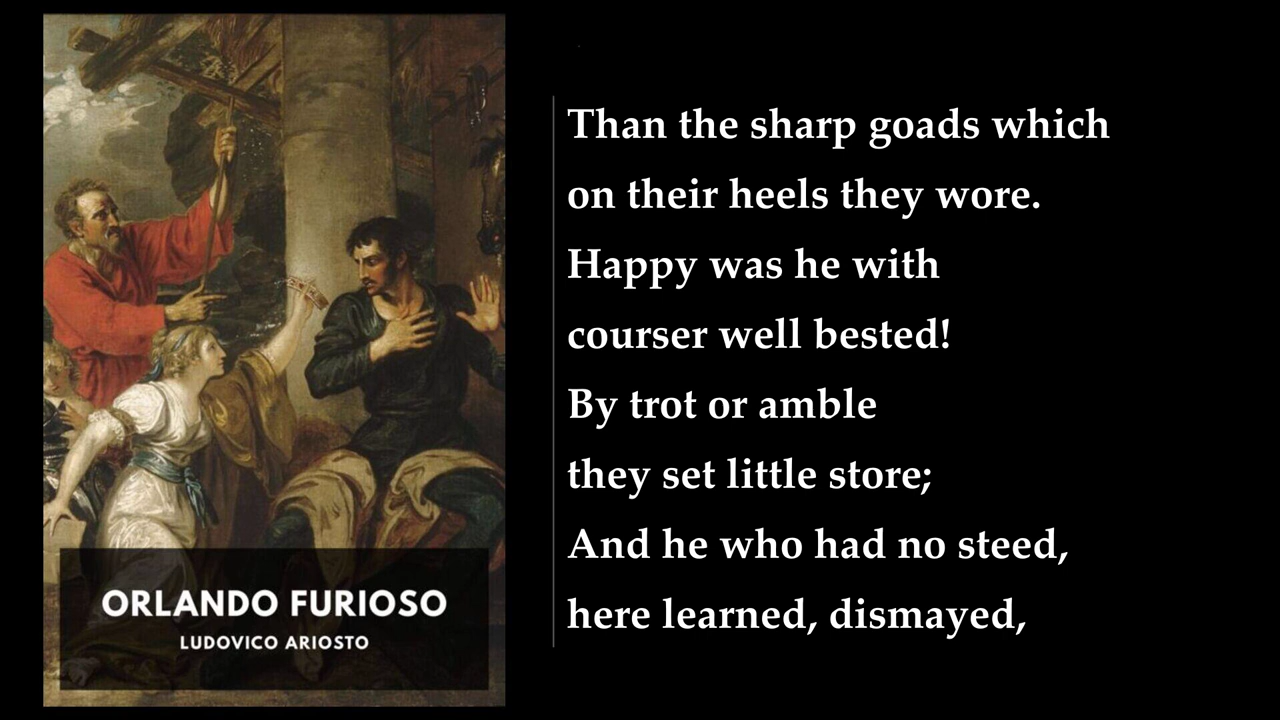 ORLANDO FURIOSO
LUDOVICO ARIOSTO
Than the sharp goads which
on their heels they wore.
Happy was he with
courser well bested!
By trot or amble
they set little store;
And he who had no steed,
here learned, dismayed,